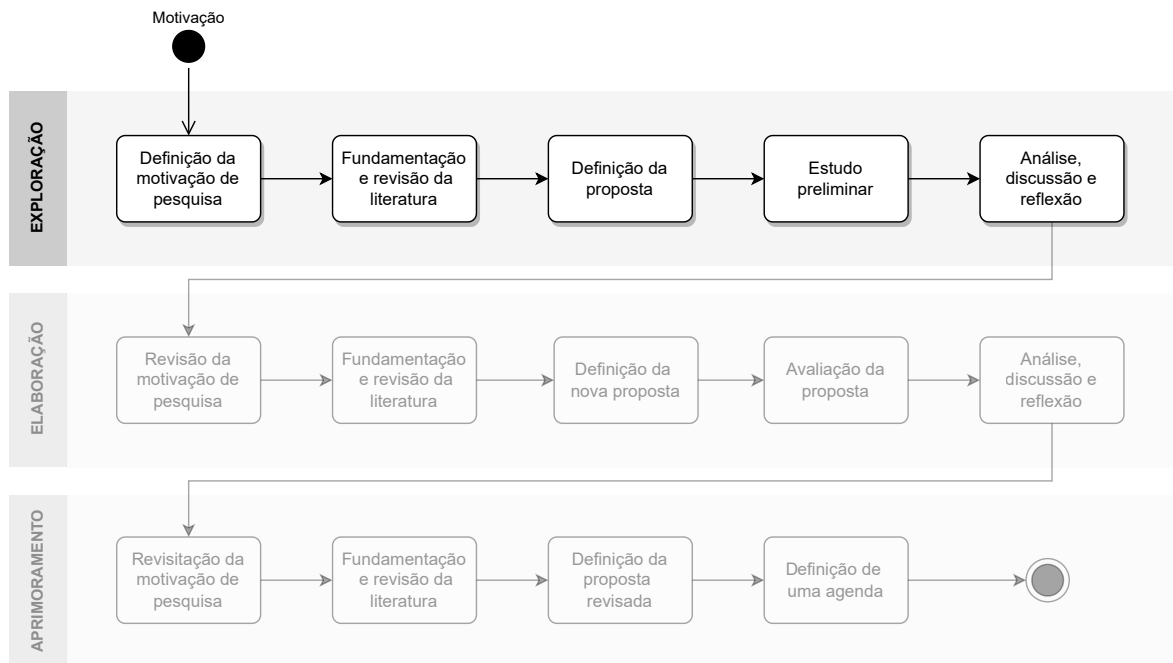 Motivação
EXPLORAÇÃO
Definição da
motivação de
pesquisa
Fundamentação
e revisão da
literatura
Definição da
proposta
Estudo
preliminar
Análise,
discussão e
reflexão
ELABORAÇÃO
Revisão da
motivação de
pesquisa
Fundamentação
e revisão da
literatura
Definição da
nova proposta
Avaliação da
proposta
Análise,
discussão e
reflexão
APRIMORAMENTO
Revisitação da
motivação de
pesquisa
Fundamentação
e revisão da
literatura
Definição da
proposta
revisada
Definição de
uma agenda